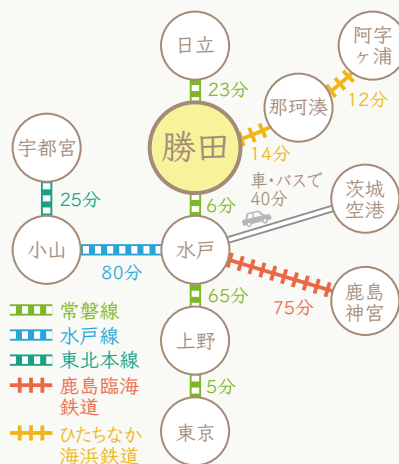 日立
阿字
ヶ浦
23分
那珂湊
12分
勝田
14分
宇都宮
車・バスで
40分
茨城
空港
25分
6分
小山
水戸
80分
65分
75分
鹿島
神宮
常磐線
水戸線
東北本線
鹿島臨海
鉄道
ひたちなか
海浜鉄道
上野
5分
東京